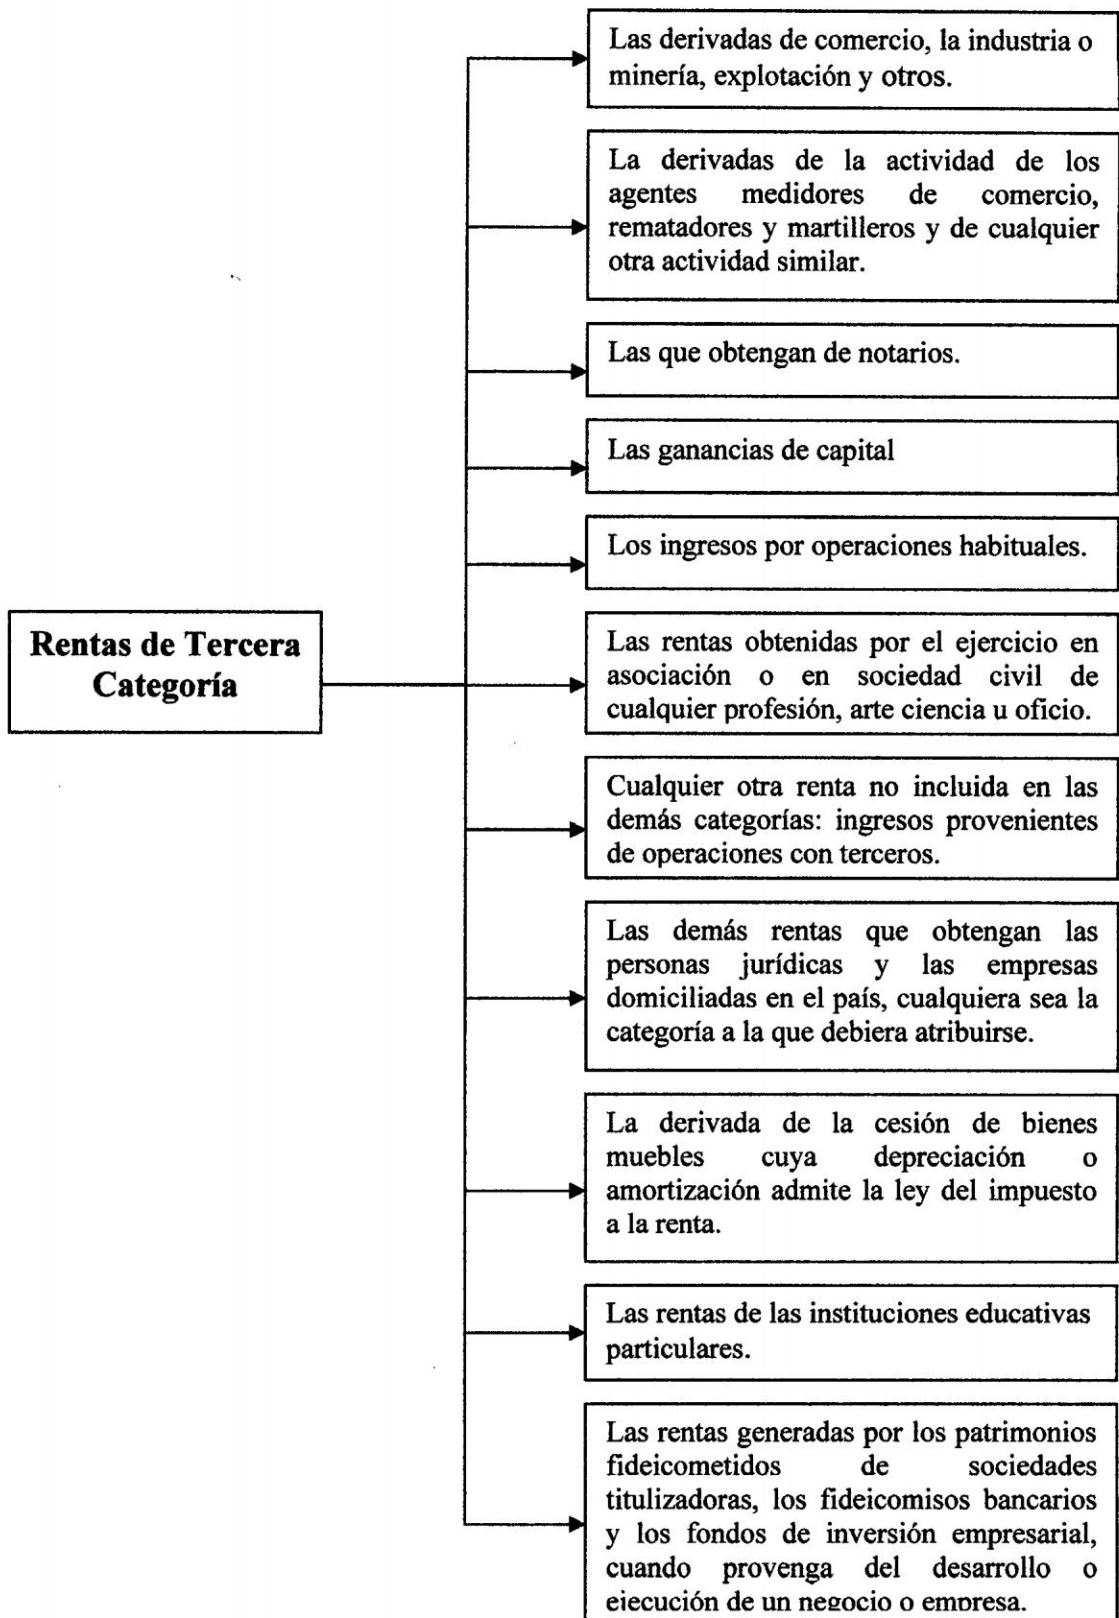 Las derivadas de comercio, la industria o
minería, explotación y otros.
La derivadas de la actividad de los
agentes medidores de comercio,
rematadores y martilleros y de cualquier
otra actividad similar.
Las que obtengan de notarios.
Las ganancias de capital
Los ingresos por operaciones habituales.
Rentas de Tercera
Categoría
Las rentas obtenidas por el ejercicio en
asociación o en sociedad civil de
cualquier profesión, arte ciencia u oficio.
Cualquier otra renta no incluida en las
demás categorías: ingresos provenientes
de operaciones con terceros.
Las demás rentas que obtengan las
personas jurídicas y las empresas
domiciliadas en el país, cualquiera sea la
categoría a la que debiera atribuirse.
La derivada de la cesión de bienes
muebles cuya depreciación o
amortización admite la ley del impuesto
a la renta.
Las rentas de las instituciones educativas
particulares.
Las rentas generadas por los patrimonios
fideicometidos de sociedades
titulizadoras, los fideicomisos bancarios
y los fondos de inversión empresarial,
cuando provenga del desarrollo o
ejecución de un negocio o empresa.